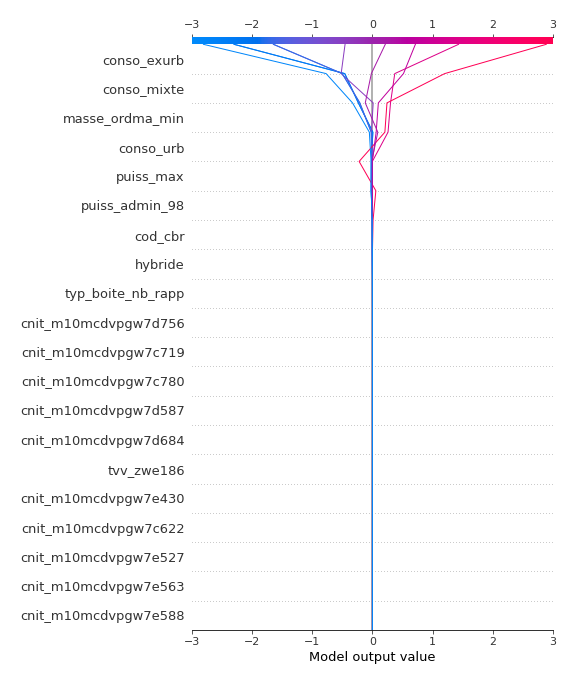 −3 −2 −1 0 1 2 3
conso_exurb
conso_mixte
masse_ordma_min
conso_urb
puiss_max
puiss_admin_98
cod_cbr
hybride
typ_boite_nb_rapp
cnit_m10mcdvpgw7d756
cnit_m10mcdvpgw7c719
cnit_m10mcdvpgw7c780
cnit_m10mcdvpgw7d587
cnit_m10mcdvpgw7d684
tvv_zwe186
cnit_m10mcdvpgw7e430
cnit_m10mcdvpgw7c622
cnit_m10mcdvpgw7e527
cnit_m10mcdvpgw7e563
cnit_m10mcdvpgw7e588
−3 −2 −1 0 1 2 3
Model output value